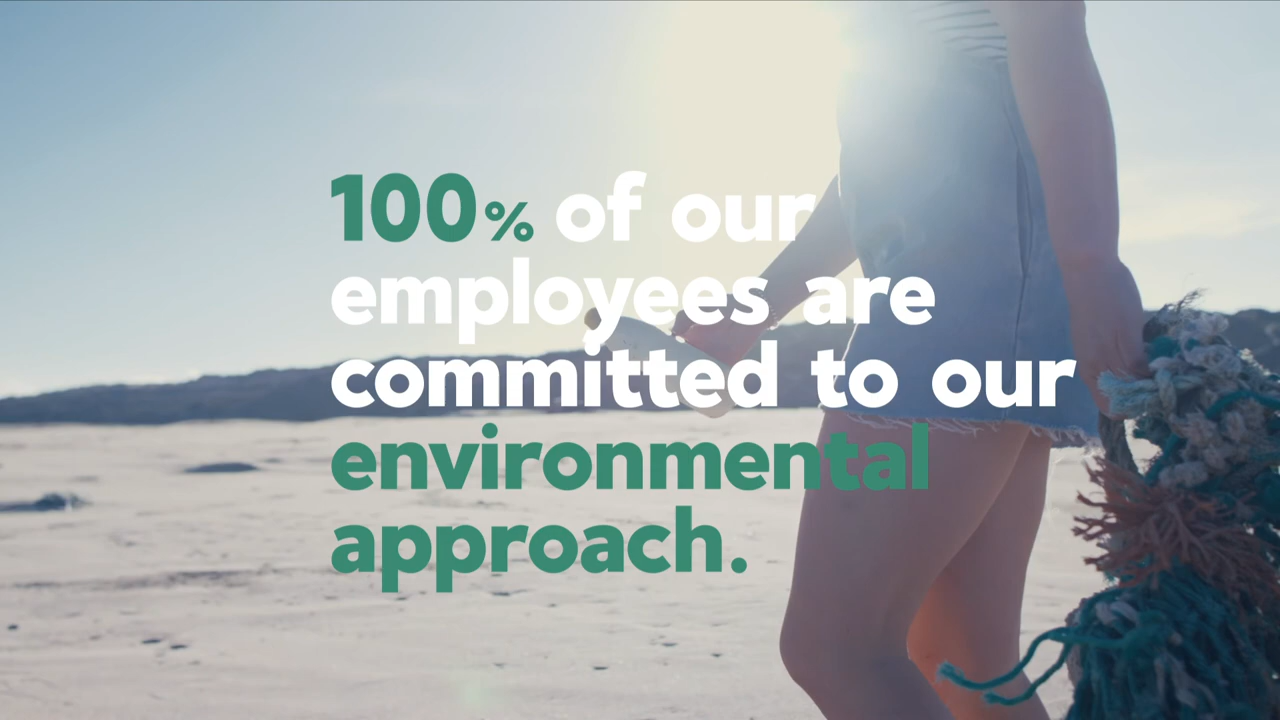 100% of our
employees are
committed to our
environmental
approach.